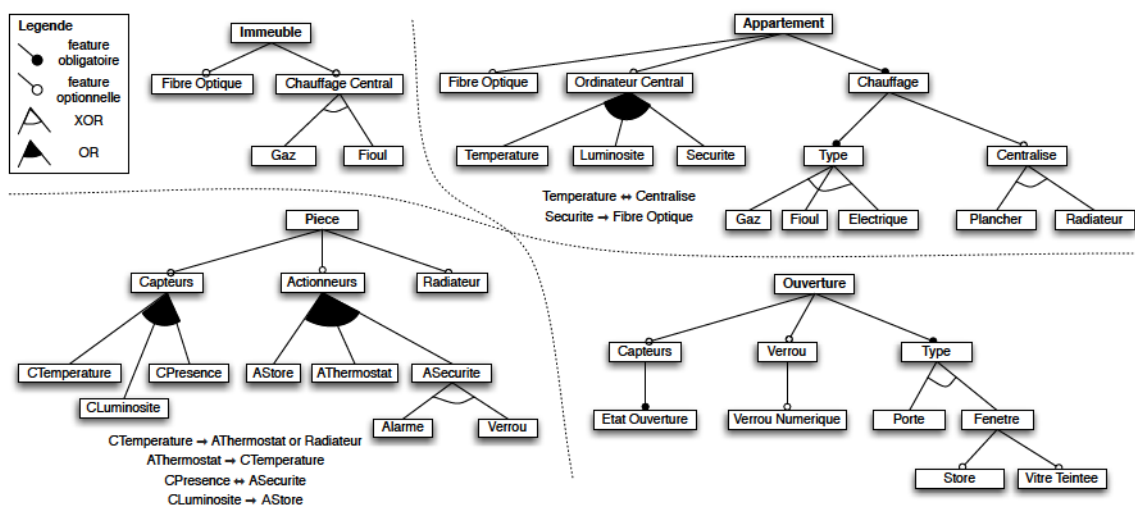 Legende
feature
obligatoire
feature
optionnelle
XOR
OR
Immeuble
Fibre Optique
Chauffage Central
Gaz
Fioul
Appartement
Fibre Optique
Ordinateur Central
Chauffage
Temperature
Luminosite
Securite
Type
Centralise
Gaz
Fioul
Electrique
Plancher
Radiateur
Temperature ↔ Centralise
Securite → Fibre Optique
Piece
Capteurs
Actionneurs
Radiateur
CTemperature
CPresence
AStore
AThermostat
ASecurite
CLuminosite
Alarme
Verrou
CTemperature → AThermostat or Radiateur
AThermostat → CTemperature
CPresence ↔ ASecurite
CLuminosite → AStore
Ouverture
Capteurs
Verrou
Type
Etat Ouverture
Verrou Numerique
Porte
Fenetre
Store
Vitre Teintee